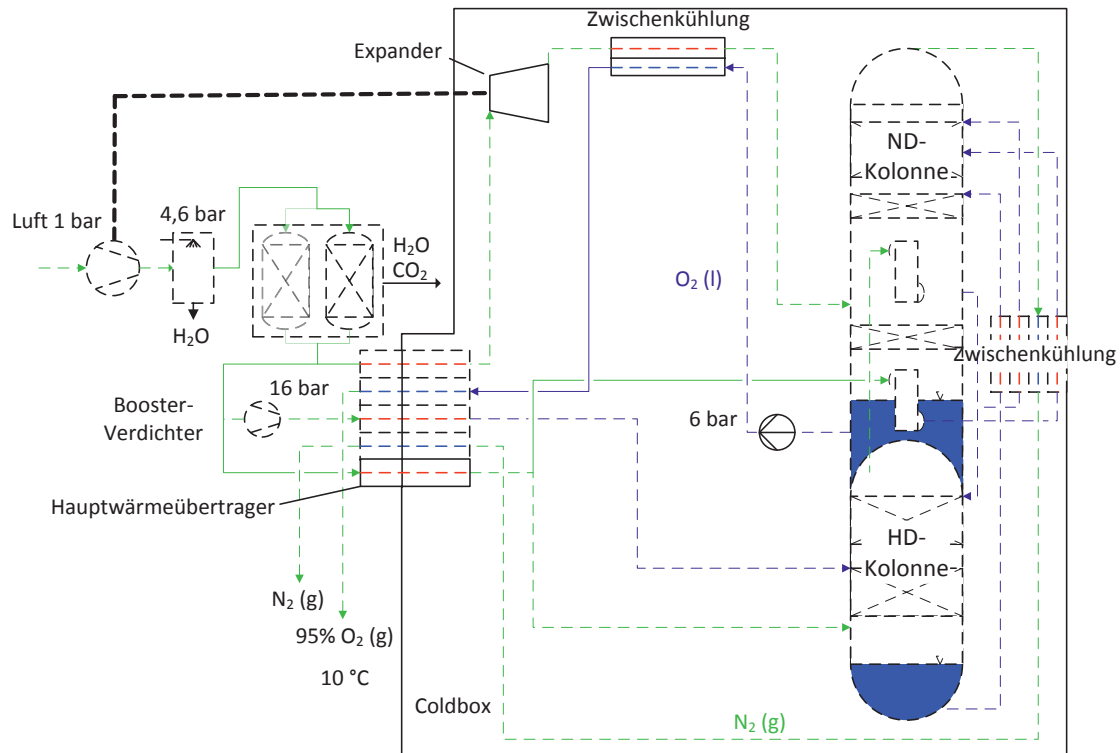 Zwischenkühlung
Expander
ND-
Kolonne
Luft 1 bar
4,6 bar
H₂O
CO₂
O₂ (l)
H₂O
Zwischenkühlung
16 bar
Booster-
Verdichter
6 bar
Hauptwärmeübertrager
HD-
Kolonne
N₂ (g)
95% O₂ (g)
10 °C
Coldbox
N₂ (g)